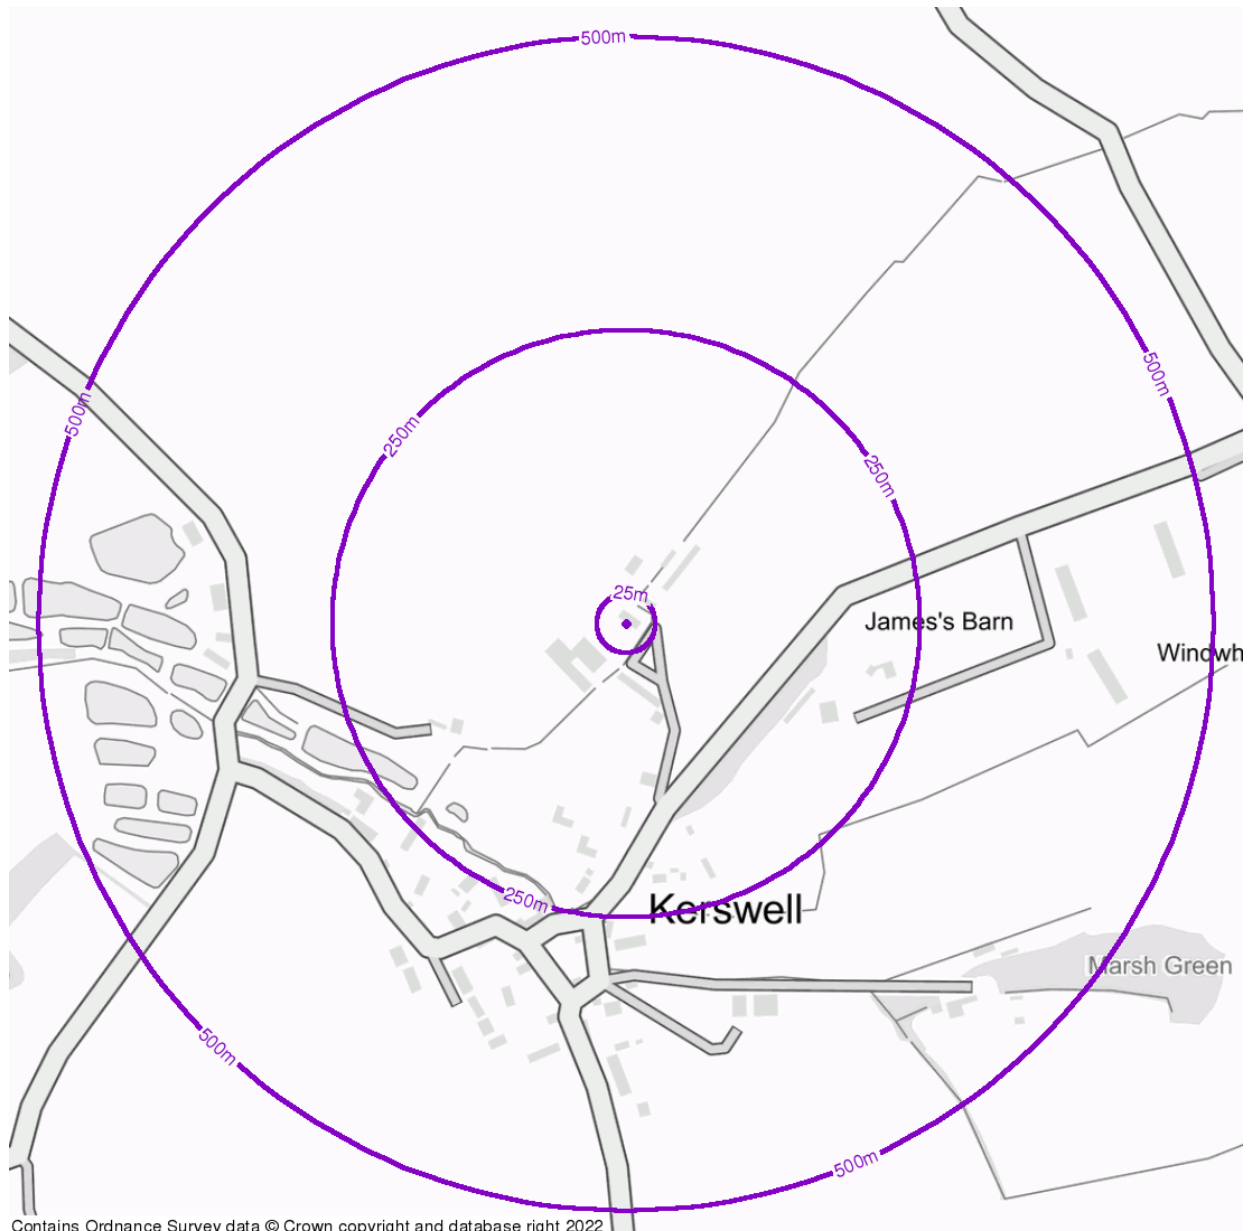 500m
500m
500m
250m
250m
25m
James's Barn
Windwh
250m
Kerswell
Marsh Green
500m
500m
Contains Ordnance Survey data © Crown copyright and database right 2022